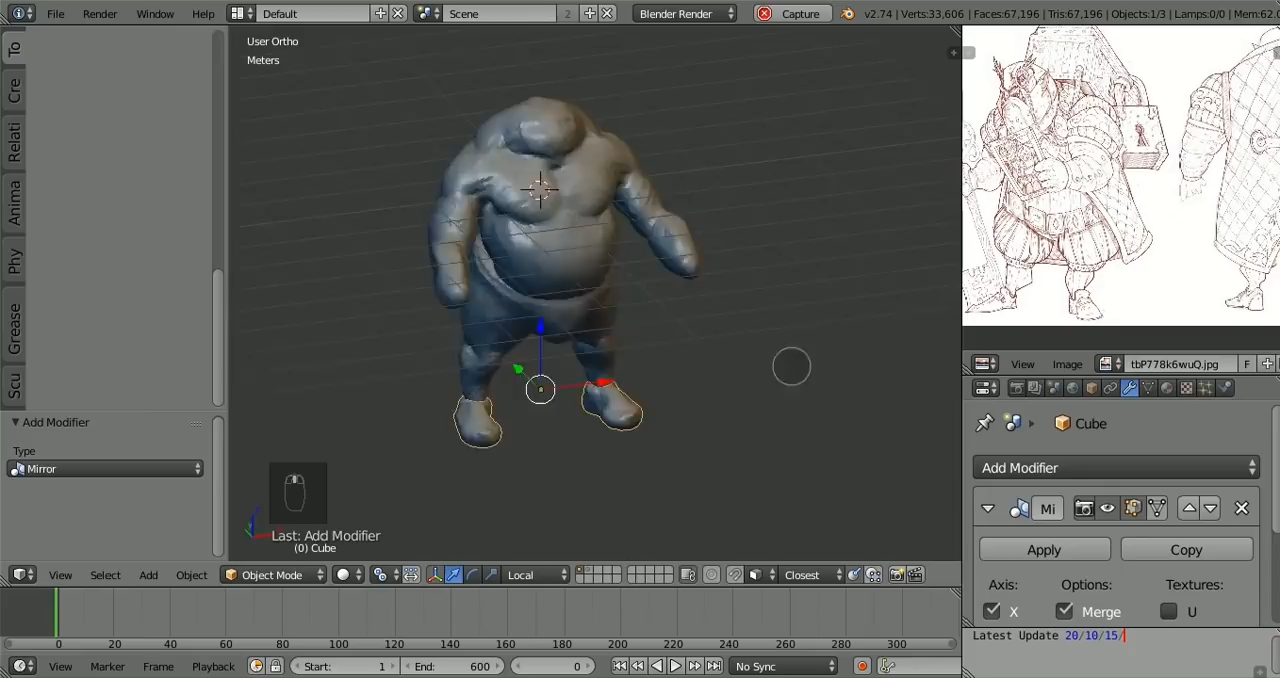 File Render Window Help Default Scene 2 Blender Render Capture v2.74 | Verts:33,606 | Faces:67,196 | Tris:67,196 | Objects:1/3 | Lamps:0/0 | Mem:62.0
To
Cre
Relati
Anima
Phy
Grease
Scu
User Ortho
Meters
Add Modifier
Type
Mirror
Last: Add Modifier
(0) Cube
View Select Add Object Object Mode Local Closest
0 20 40 60 80 100 120 140 160 180 200 220 240 260 280 300
View Marker Frame Playback Start: 1 End: 600 0 No Sync
View Image tbP778k6wuQ.jpg F
Cube
Add Modifier
Mi
Apply Copy
Axis: Options: Textures:
X Merge U
Latest Update 20/10/15/